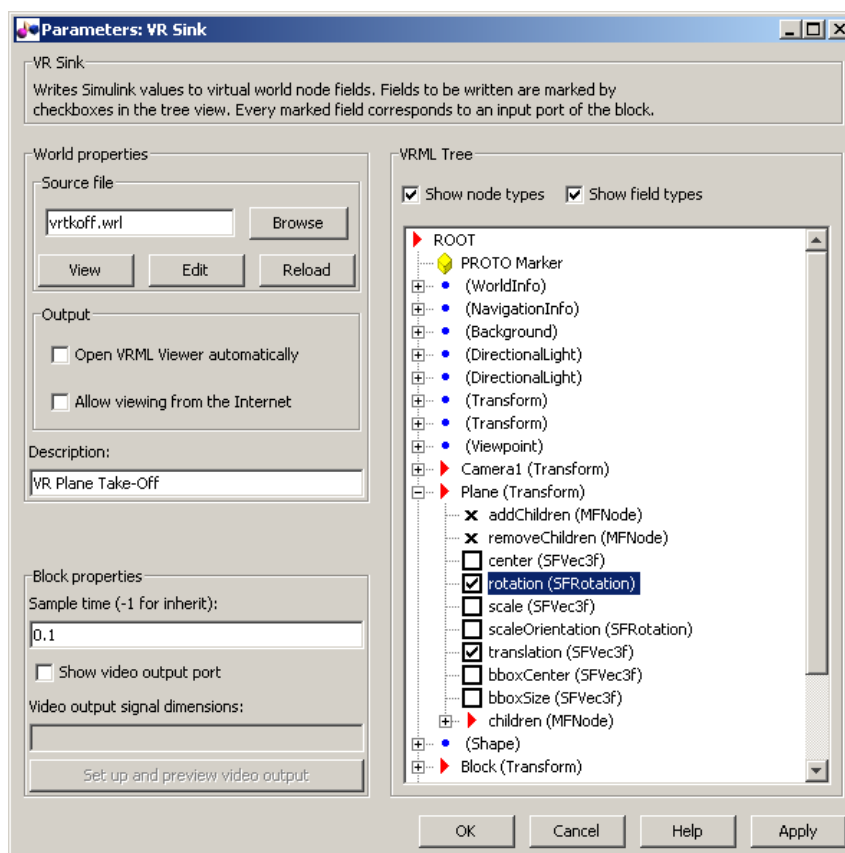 Parameters: VR Sink
VR Sink
Writes Simulink values to virtual world node fields. Fields to be written are marked by
checkboxes in the tree view. Every marked field corresponds to an input port of the block.
World properties
Source file
vrtkoff.wrl
Browse
View
Edit
Reload
Output
Open VRML Viewer automatically
Allow viewing from the Internet
Description:
VR Plane Take-Off
Block properties
Sample time (-1 for inherit):
0.1
Show video output port
Video output signal dimensions:
Set up and preview video output
VRML Tree
Show node types
Show field types
ROOT
PROTO Marker
(WorldInfo)
(NavigationInfo)
(Background)
(DirectionalLight)
(DirectionalLight)
(Transform)
(Transform)
(Viewpoint)
Camera1 (Transform)
Plane (Transform)
addChildren (MFNode)
removeChildren (MFNode)
center (SFVec3f)
rotation (SFRotation)
scale (SFVec3f)
scaleOrientation (SFRotation)
translation (SFVec3f)
bboxCenter (SFVec3f)
bboxSize (SFVec3f)
children (MFNode)
(Shape)
Block (Transform)
OK
Cancel
Help
Apply